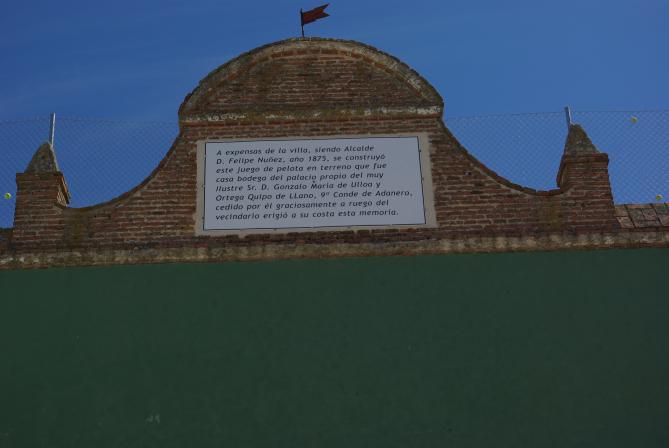 A expensas de la villa, siendo Alcalde
D. Felipe Nuñez, año 1875, se construyó
este juego de pelota en terreno que fue
casa bodega del palacio propio del muy
Ilustre Sr. D. Gonzalo Maria de Ulloa y
Ortega Quipo de LLano, 9º Conde de Adanero,
cedido por él graciosamente a ruego del
vecindario erigió a su costa esta memoria.